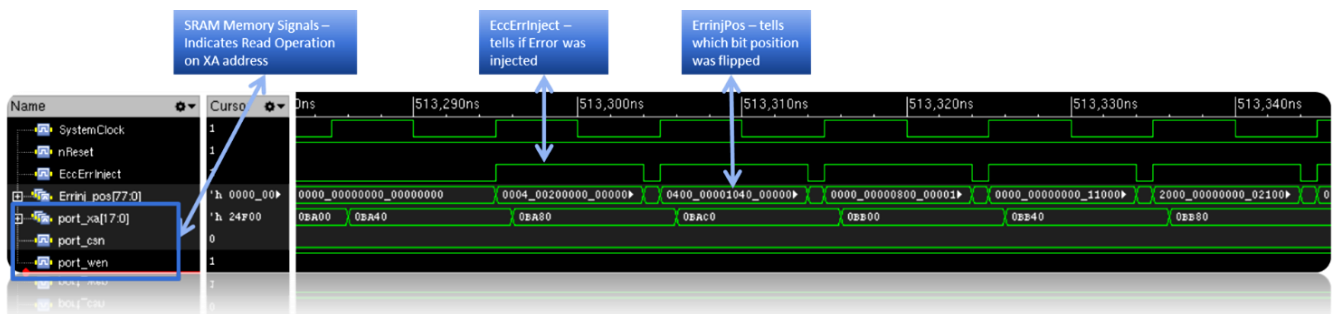 SRAM Memory Signals –
Indicates Read Operation
on XA address
EccErrInject –
tells if Error was
injected
ErrinjPos – tells
which bit position
was flipped
Name Curso 0ns 513,290ns 513,300ns 513,310ns 513,320ns 513,330ns 513,340ns
SystemClock 1
nReset 1
EccErrInject
Errinj_pos[77:0] 'h 0000_00 0000_00000000_00000000 0004_00200000_00000 0400_00001040_00000 0000_00000800_00001 0000_00000000_11000 2000_00000000_02100 0
port_xa[17:0] 'h 24F00 0BA00 0BA40 0BA80 0BAC0 0BB00 0BB40 0BB80
port_csn 0
port_wen 1